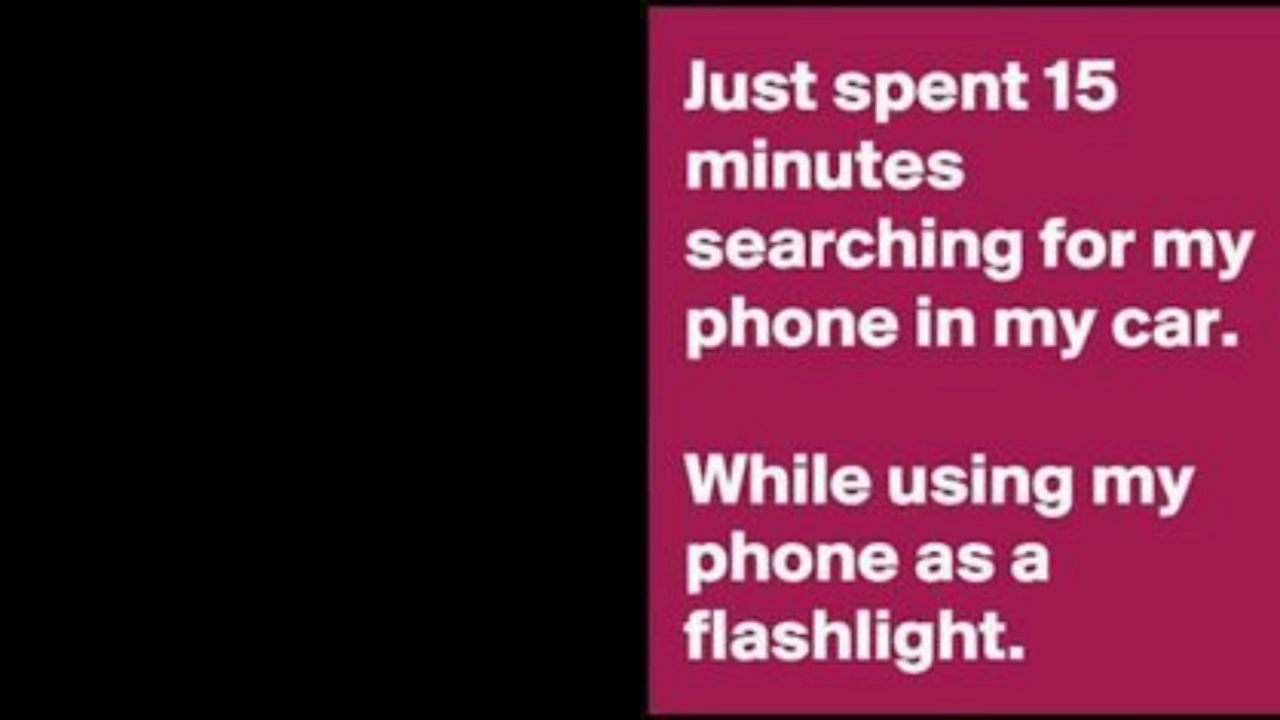 Just spent 15
minutes
searching for my
phone in my car.
While using my
phone as a
flashlight.